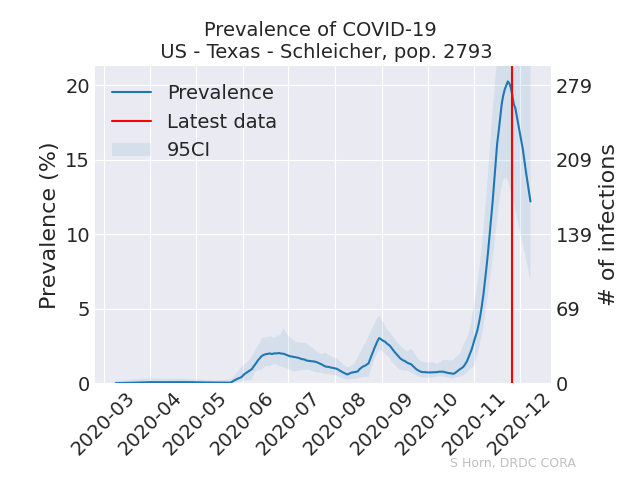 Prevalence of COVID-19
US - Texas - Schleicher, pop. 2793
Prevalence
Latest data
95CI
Prevalence (%)
20
15
10
5
0
279
209
139
69
0
# of infections
2020-03
2020-04
2020-05
2020-06
2020-07
2020-08
2020-09
2020-10
2020-11
2020-12
S Horn, DRDC CORA